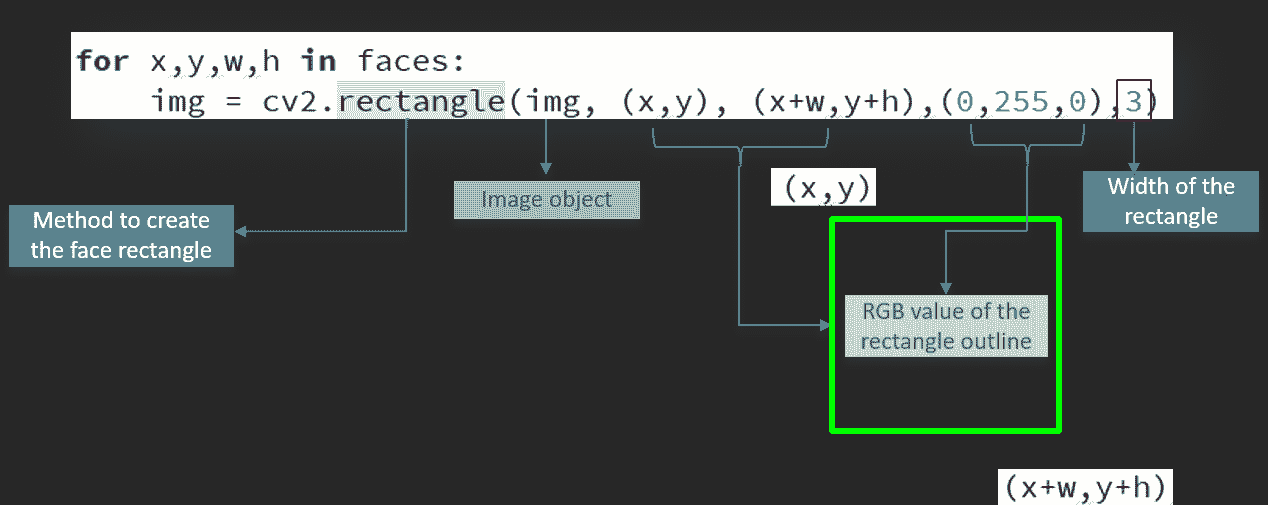 for x,y,w,h in faces:
    img = cv2.rectangle(img, (x,y), (x+w,y+h),(0,255,0),3)
Image object
(x,y)
Width of the
rectangle
Method to create
the face rectangle
RGB value of the
rectangle outline
(x+w,y+h)